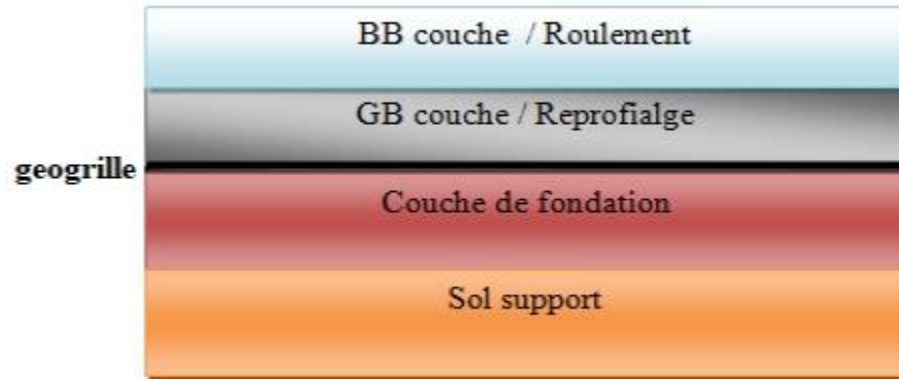 BB couche / Roulement
GB couche / Reprofialge
geogrille
Couche de fondation
Sol support